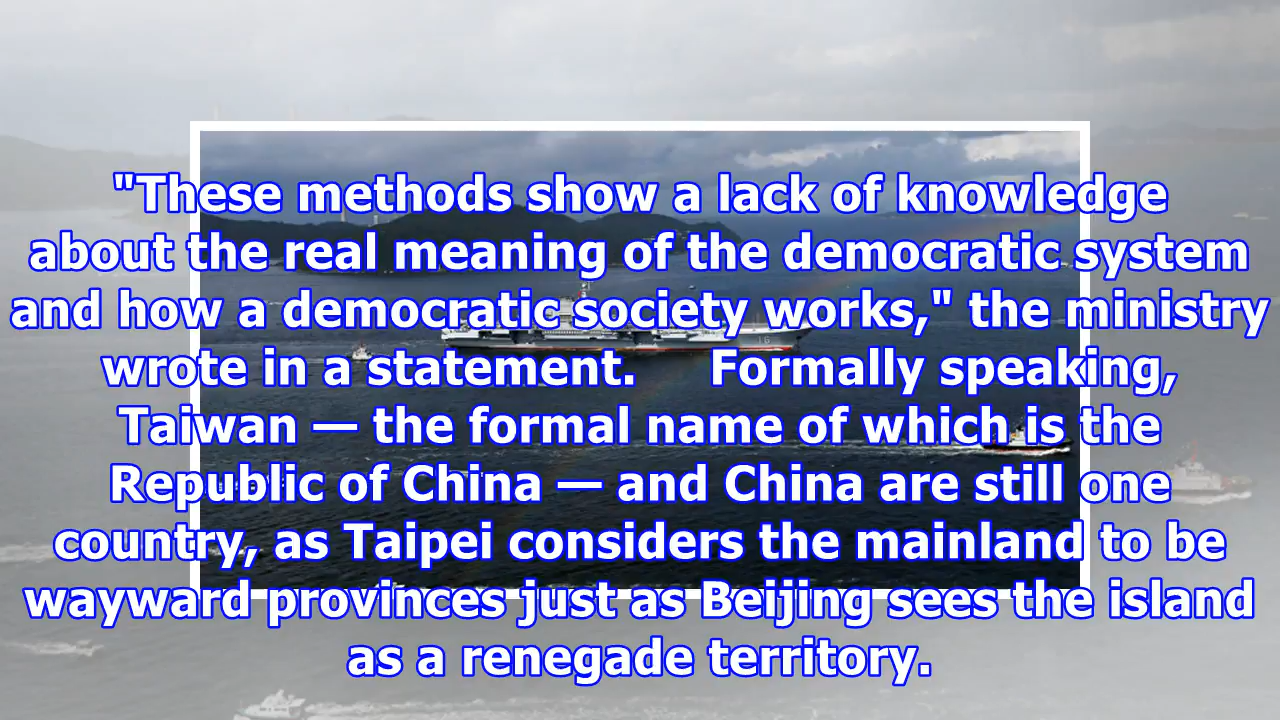 "These methods show a lack of knowledge
about the real meaning of the democratic system
and how a democratic society works," the ministry
wrote in a statement.     Formally speaking,
Taiwan — the formal name of which is the
Republic of China — and China are still one
country, as Taipei considers the mainland to be
wayward provinces just as Beijing sees the island
as a renegade territory.
16